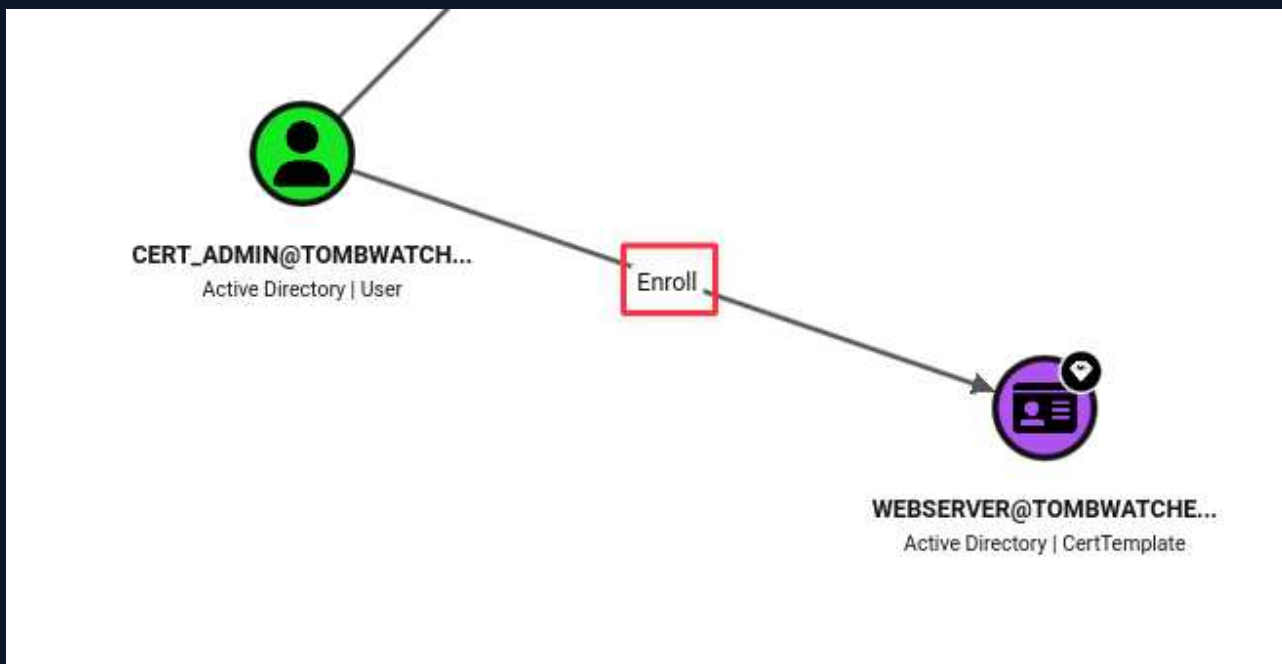 CERT_ADMIN@TOMBWATCH...
Active Directory | User
Enroll
WEBSERVER@TOMBWATCHE...
Active Directory | CertTemplate